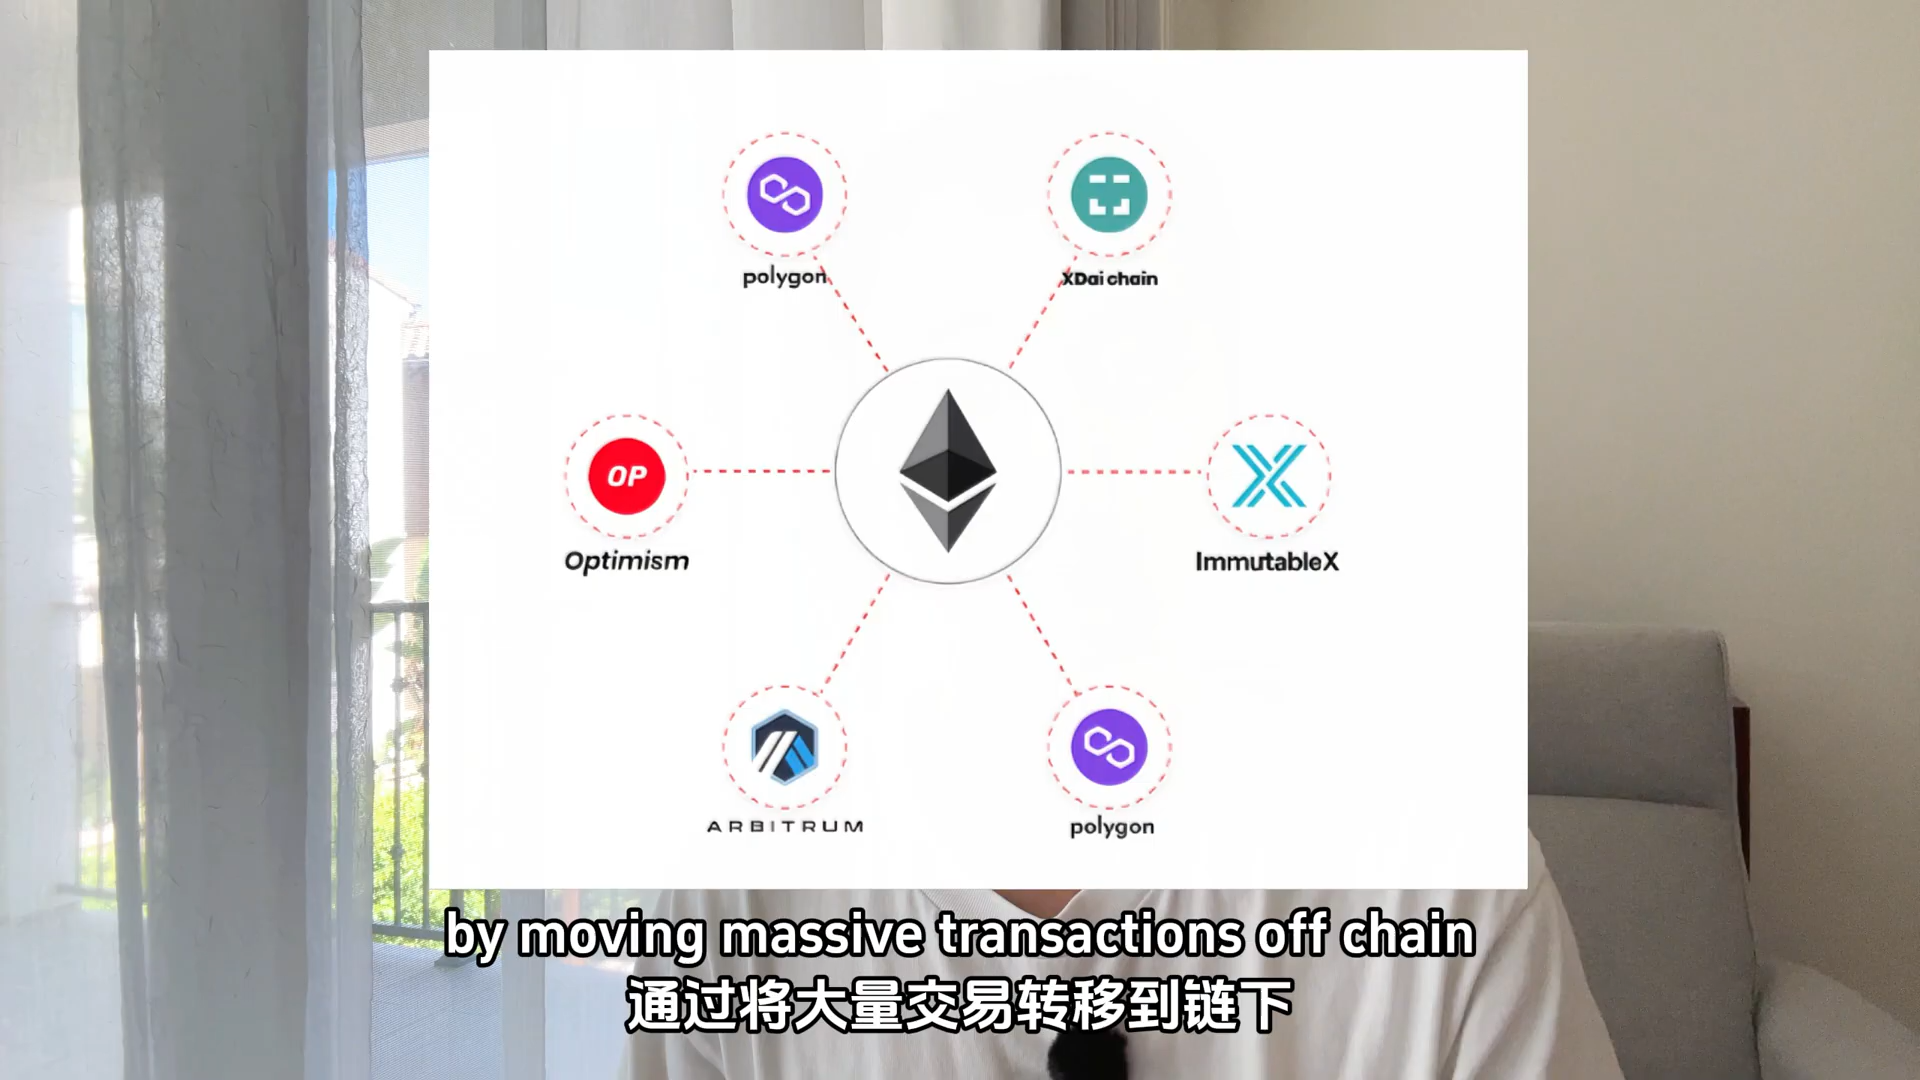 polygon
XDai chain
OP
Optimism
ImmutableX
ARBITRUM
polygon
by moving massive transactions off chain
通过将大量交易转移到链下